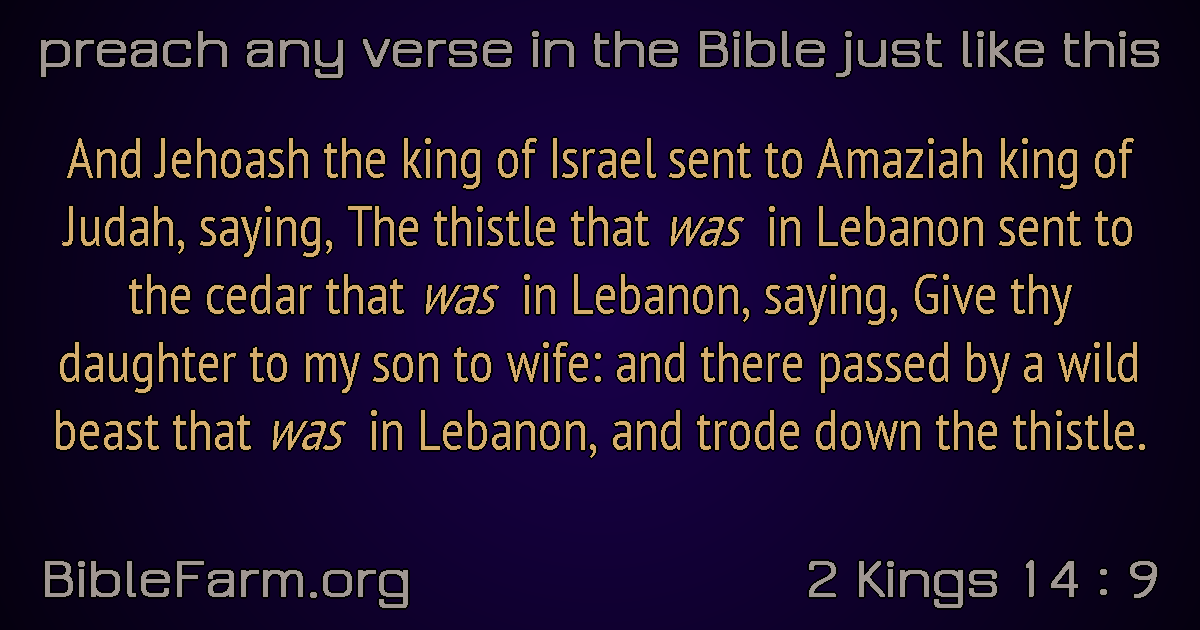 preach any verse in the Bible just like this
And Jehoash the king of Israel sent to Amaziah king of
Judah, saying, The thistle that was in Lebanon sent to
the cedar that was in Lebanon, saying, Give thy
daughter to my son to wife: and there passed by a wild
beast that was in Lebanon, and trode down the thistle.
BibleFarm.org
2 Kings 14 : 9